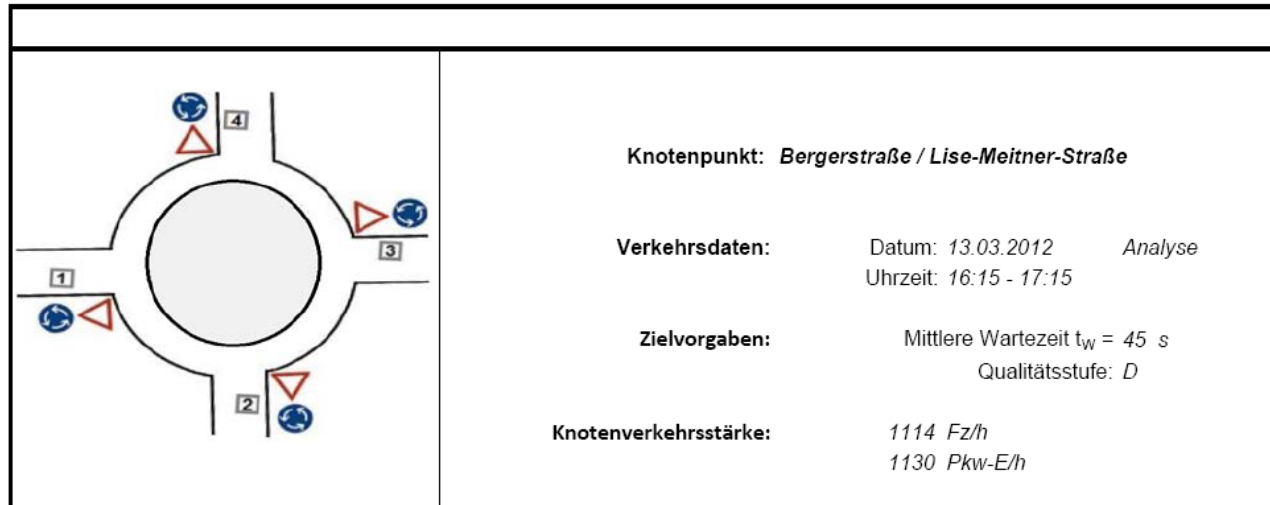 4
3
1
2
Knotenpunkt: Bergerstraße / Lise-Meitner-Straße
Verkehrsdaten: Datum: 13.03.2012 Analyse
Uhrzeit: 16:15 - 17:15
Zielvorgaben: Mittlere Wartezeit tw = 45 s
Qualitätsstufe: D
Knotenverkehrsstärke: 1114 Fz/h
1130 Pkw-E/h